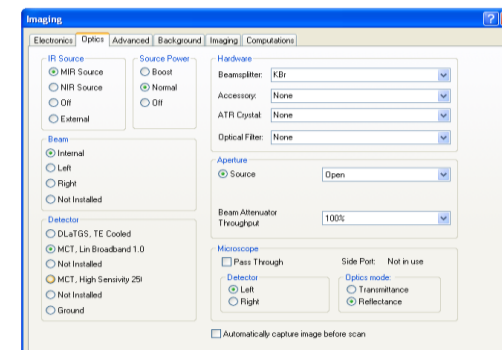 Imaging
Electronics Optics Advanced Background Imaging Computations
IR Source
MIR Source
NIR Source
Off
External
Source Power
Boost
Normal
Off
Beam
Internal
Left
Right
Not Installed
Detector
DLaTGS, TE Cooled
MCT, Lin Broadband 1.0
Not Installed
MCT, High Sensivity 25(
Not Installed
Ground
Hardware
Beamsplitter: KBr
Accessory: None
ATR Crystal: None
Optical Filter: None
Aperture
Source Open
Beam Attenuator
Throughput 100%
Microscope
Pass Through Side Port: Not in use
Detector
Left
Right
Optics mode:
Transmittance
Reflectance
Automatically capture image before scan